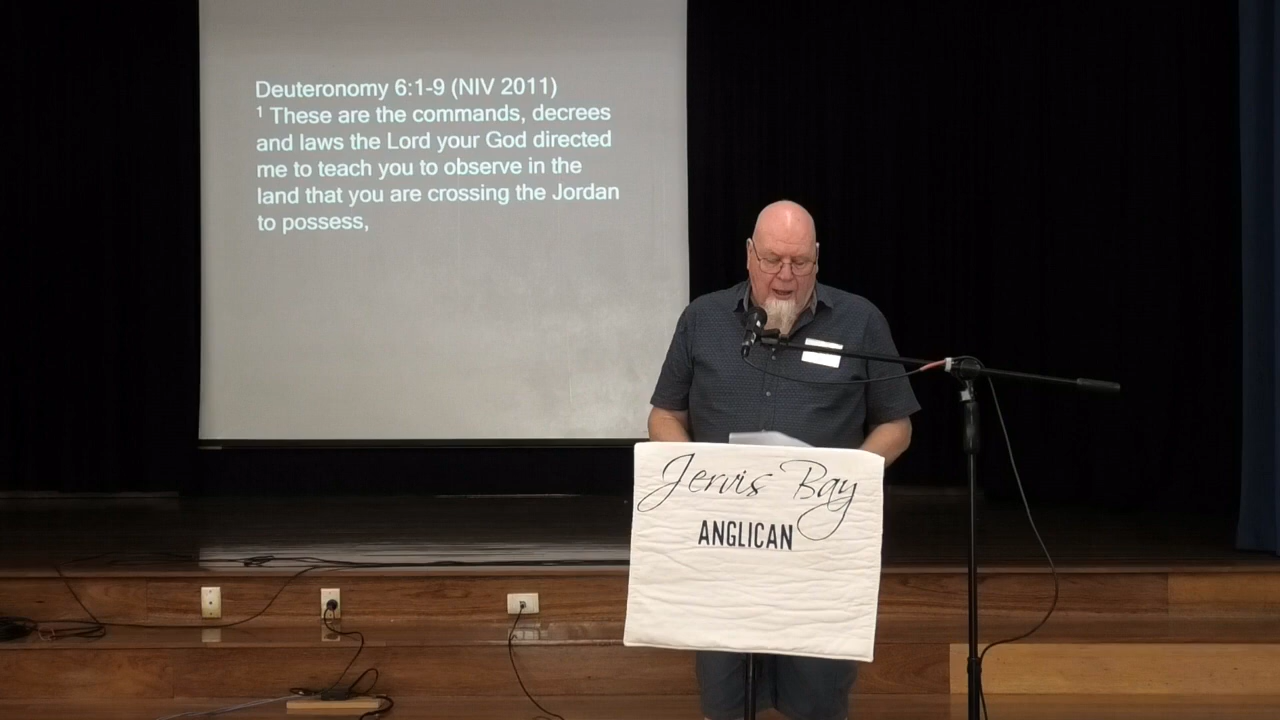 Deuteronomy 6:1-9 (NIV 2011)
¹ These are the commands, decrees
and laws the Lord your God directed
me to teach you to observe in the
land that you are crossing the Jordan
to possess,
Jervis Bay
ANGLICAN